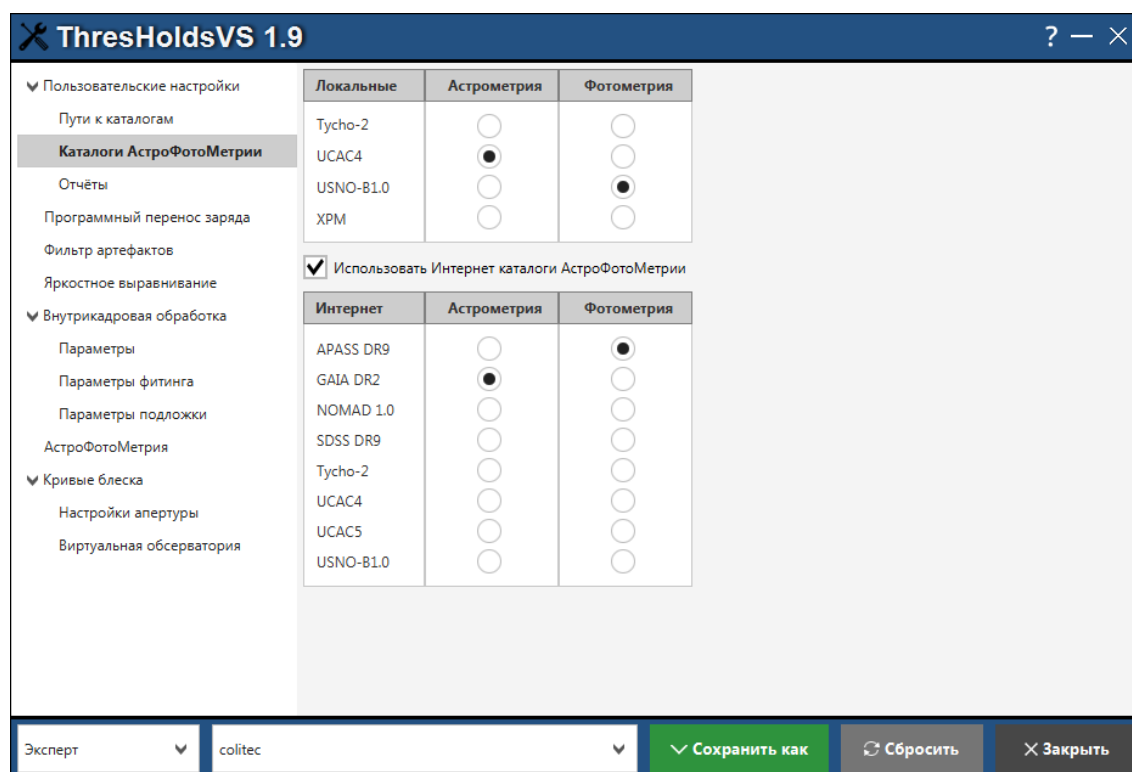 ThresHoldsVS 1.9
?
Пользовательские настройки
Пути к каталогам
Каталоги АстроФотоМетрии
Отчёты
Программный перенос заряда
Фильтр артефактов
Яркостное выравнивание
Внутрикадровая обработка
Параметры
Параметры фитинга
Параметры подложки
АстроФотоМетрия
Кривые блеска
Настройки апертуры
Виртуальная обсерватория
Локальные Астрометрия Фотометрия
Tycho-2
UCAC4
USNO-B1.0
XPM
Использовать Интернет каталоги АстроФотоМетрии
Интернет Астрометрия Фотометрия
APASS DR9
GAIA DR2
NOMAD 1.0
SDSS DR9
Tycho-2
UCAC4
UCAC5
USNO-B1.0
Эксперт colitec Сохранить как Сбросить Закрыть